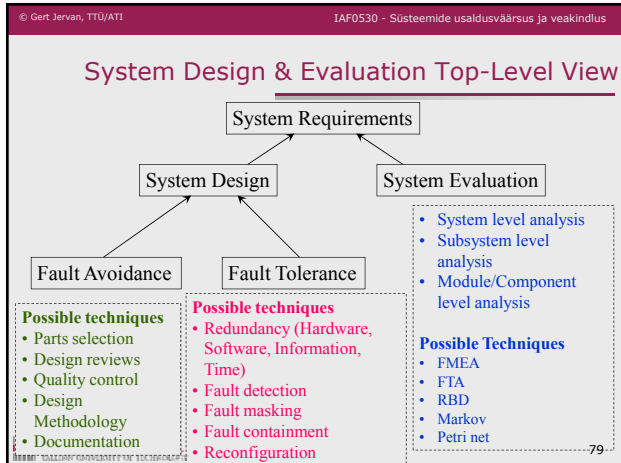 © Gert Jervan, TTÜ/ATI
IAF0530 - Süsteemide usaldusväärsus ja veakindlus
System Design & Evaluation Top-Level View
System Requirements
System Design
System Evaluation
Fault Avoidance
Fault Tolerance
Possible techniques
• Parts selection
• Design reviews
• Quality control
• Design
Methodology
• Documentation
Possible techniques
• Redundancy (Hardware,
Software, Information,
Time)
• Fault detection
• Fault masking
• Fault containment
• Reconfiguration
• System level analysis
• Subsystem level
analysis
• Module/Component
level analysis
Possible Techniques
• FMEA
• FTA
• RBD
• Markov
• Petri net
79